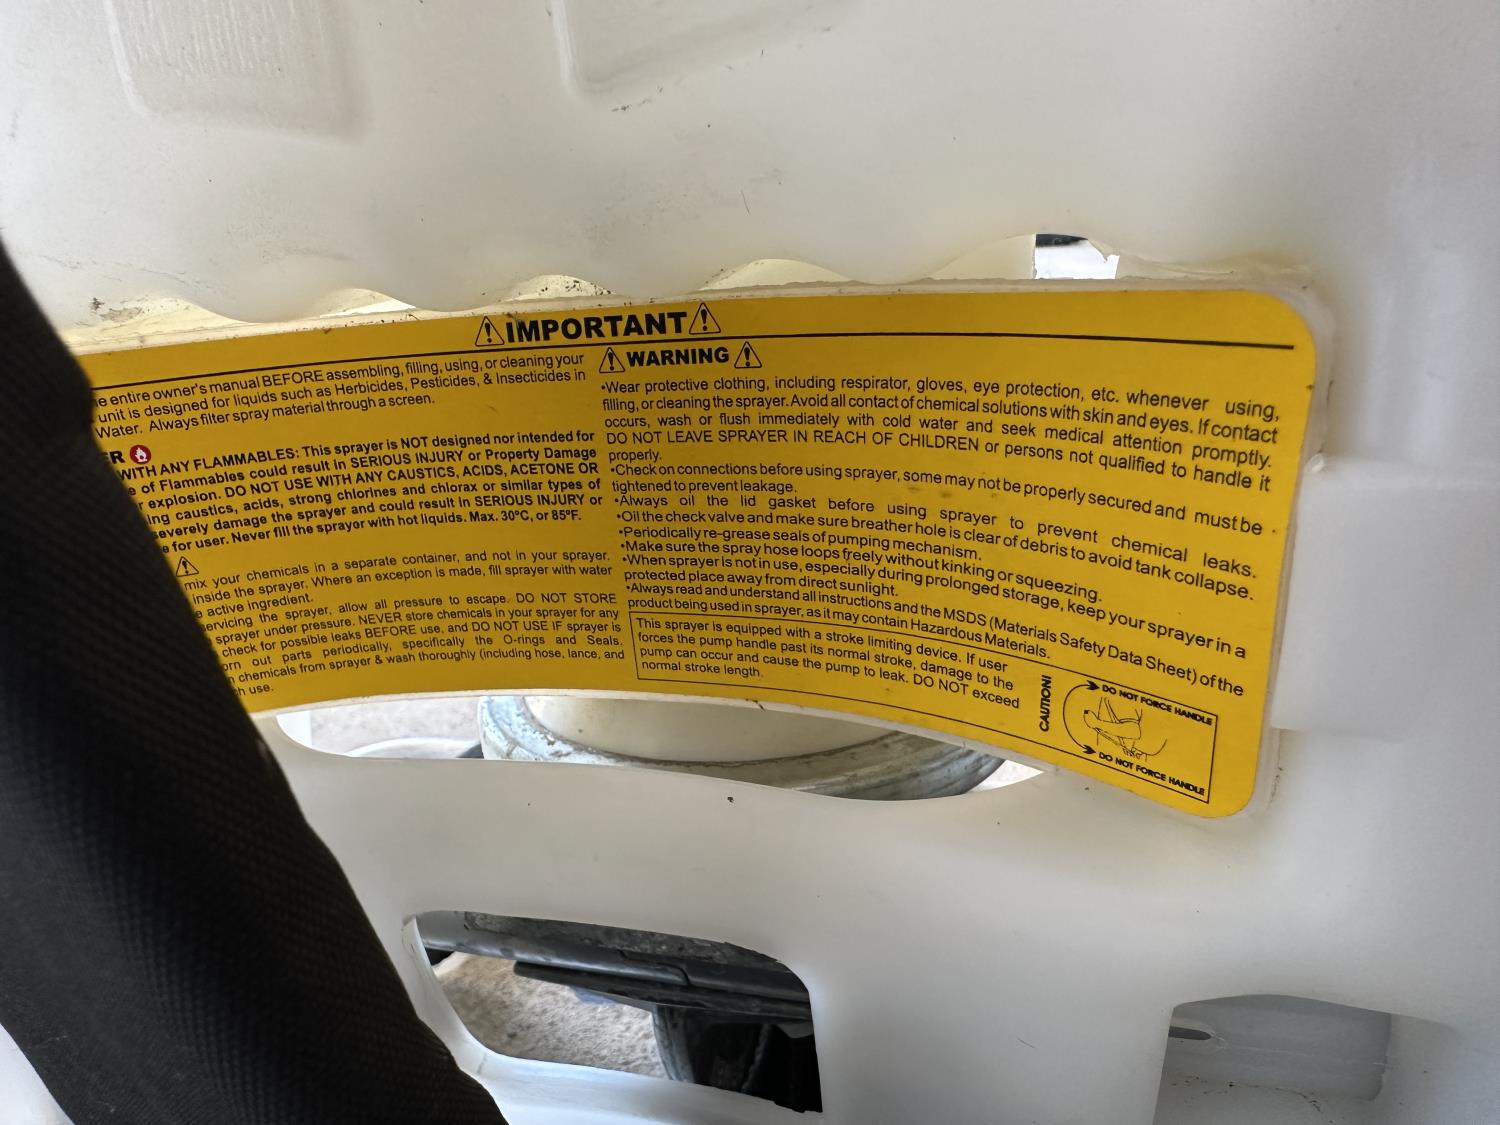 IMPORTANT
entire owner's manual BEFORE assembling, filling, using, or cleaning your
unit is designed for liquids such as Herbicides, Pesticides, & Insecticides in
Water. Always filter spray material through a screen.
WITH ANY FLAMMABLES: This sprayer is NOT designed nor intended for
of Flammables could result in SERIOUS INJURY or Property Damage
explosion. DO NOT USE WITH ANY CAUSTICS, ACIDS, ACETONE OR
caustics, acids, strong chlorines and chlorax or similar types of
severely damage the sprayer and could result in SERIOUS INJURY or
for user. Never fill the sprayer with hot liquids. Max. 30ºC, or 85ºF.
mix your chemicals in a separate container, and not in your sprayer.
inside the sprayer. Where an exception is made, fill sprayer with water
active ingredient.
servicing the sprayer, allow all pressure to escape. DO NOT STORE
sprayer under pressure. NEVER store chemicals in your sprayer for any
check for possible leaks BEFORE use, and DO NOT USE IF sprayer is
out parts periodically, specifically the O-rings and Seals.
chemicals from sprayer & wash thoroughly (including hose, lance, and
use.
WARNING
•Wear protective clothing, including respirator, gloves, eye protection, etc. whenever using,
filling, or cleaning the sprayer. Avoid all contact of chemical solutions with skin and eyes. If contact
occurs, wash or flush immediately with cold water and seek medical attention promptly.
DO NOT LEAVE SPRAYER IN REACH OF CHILDREN or persons not qualified to handle it
properly.
•Check on connections before using sprayer, some may not be properly secured and must be
tightened to prevent leakage.
•Always oil the lid gasket before using sprayer to prevent chemical leaks.
•Oil the check valve and make sure breather hole is clear of debris to avoid tank collapse.
•Periodically re-grease seals of pumping mechanism.
•Make sure the spray hose loops freely without kinking or squeezing.
•When sprayer is not in use, especially during prolonged storage, keep your sprayer in a
protected place away from direct sunlight.
•Always read and understand all instructions and the MSDS (Materials Safety Data Sheet) of the
product being used in sprayer, as it may contain Hazardous Materials.
This sprayer is equipped with a stroke limiting device. If user
forces the pump handle past its normal stroke, damage to the
pump can occur and cause the pump to leak. DO NOT exceed
normal stroke length.
CAUTION!
DO NOT FORCE HANDLE
DO NOT FORCE HANDLE